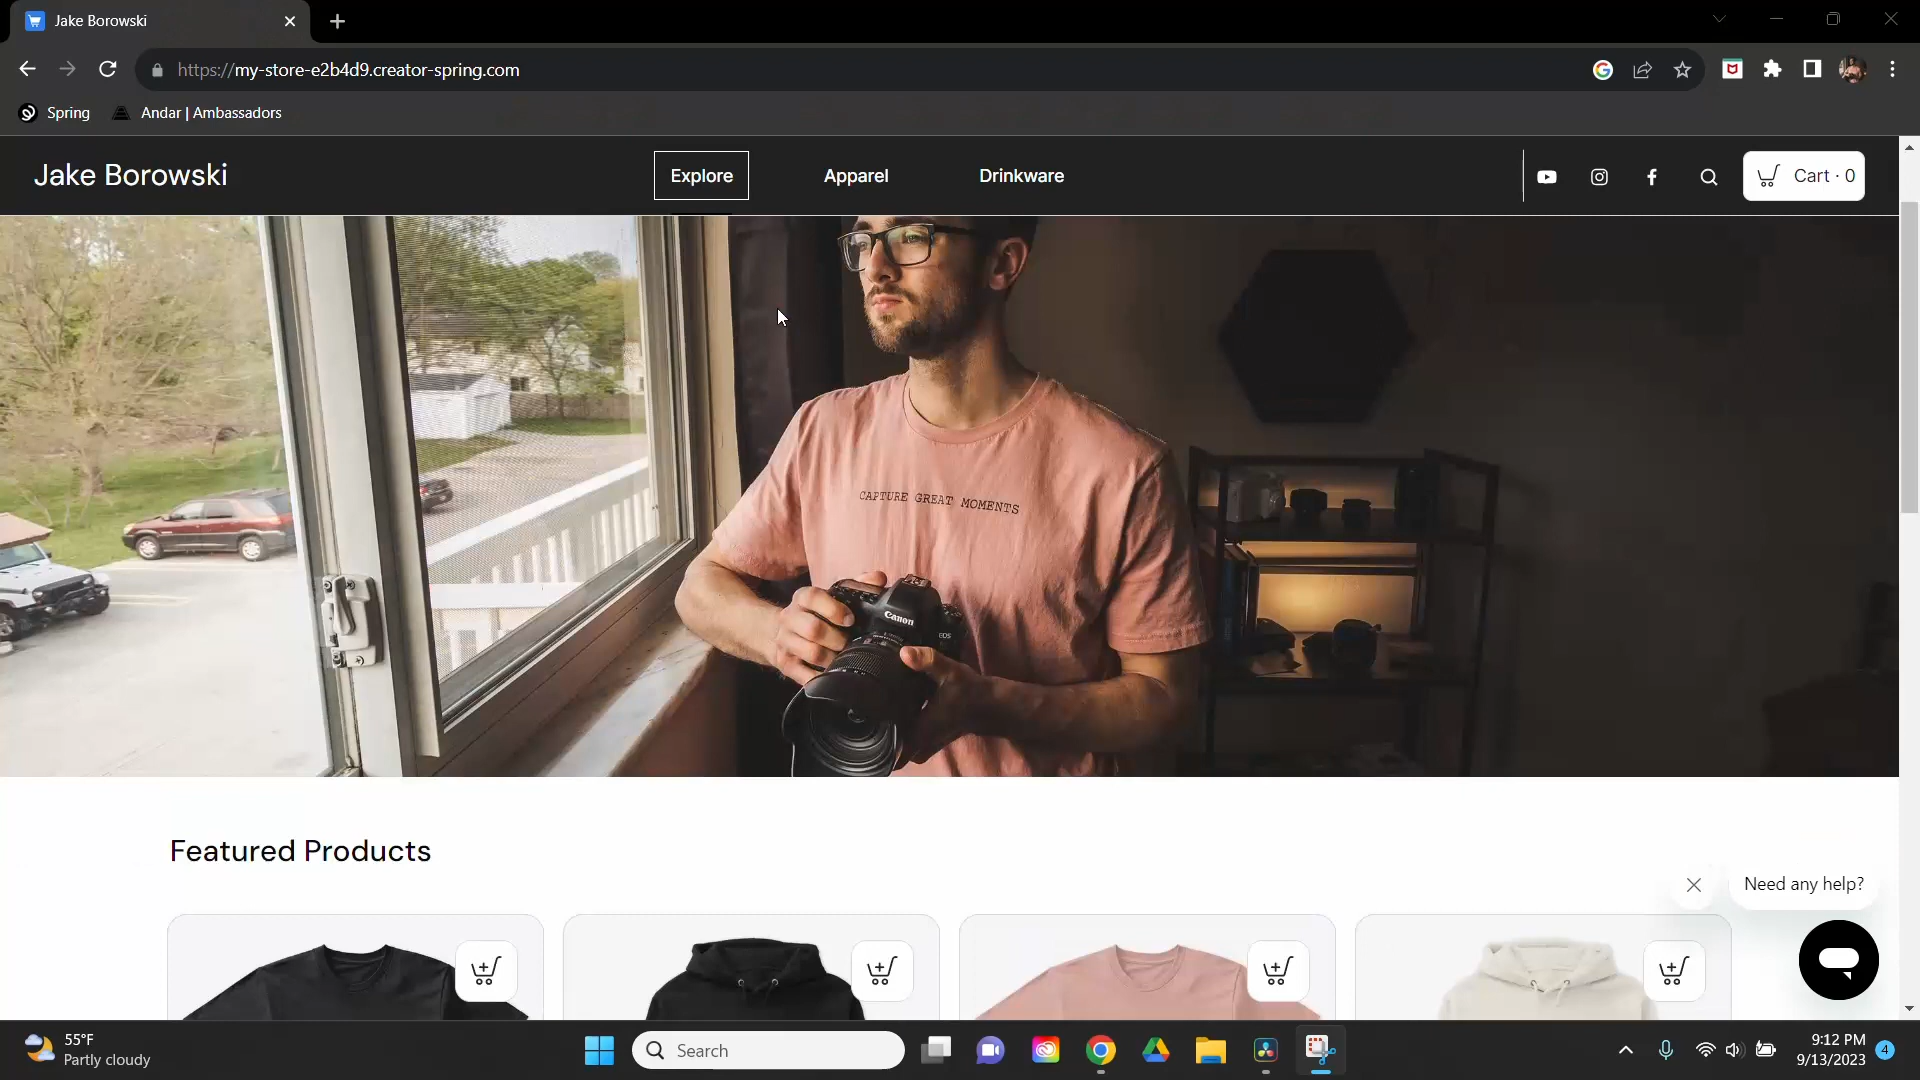 Jake Borowski
https://my-store-e2b4d9.creator-spring.com
Spring
Andar | Ambassadors
Jake Borowski
Explore
Apparel
Drinkware
Cart · 0
CAPTURE GREAT MOMENTS
Canon
EOS
Featured Products
Need any help?
55°F
Partly cloudy
Search
9:12 PM
9/13/2023
4